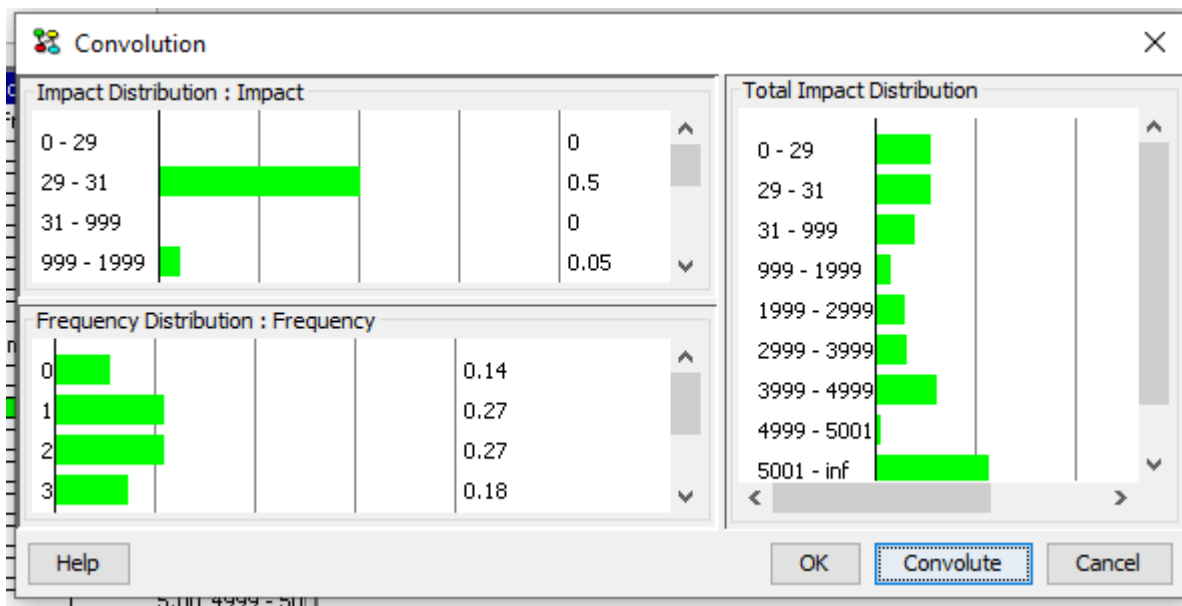 Convolution
Impact Distribution : Impact
0 - 29 0
29 - 31 0.5
31 - 999 0
999 - 1999 0.05
Frequency Distribution : Frequency
0 0.14
1 0.27
2 0.27
3 0.18
Total Impact Distribution
0 - 29
29 - 31
31 - 999
999 - 1999
1999 - 2999
2999 - 3999
3999 - 4999
4999 - 5001
5001 - inf
Help OK Convolute Cancel